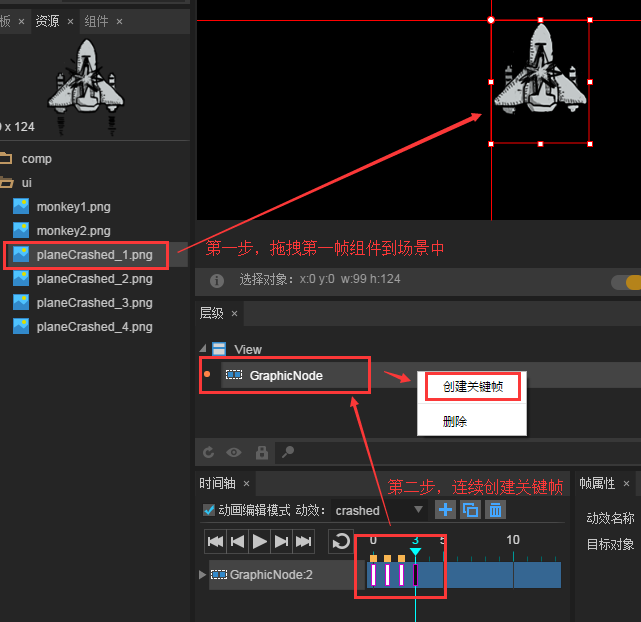 板 × 资源 × 组件 ×
x 124
comp
ui
monkey1.png
monkey2.png
planeCrashed_1.png
planeCrashed_2.png
planeCrashed_3.png
planeCrashed_4.png
第一步，拖拽第一帧组件到场景中
选择对象: x:0 y:0 w:99 h:124
层级 ×
View
GraphicNode
创建关键帧
删除
时间轴 ×
第二步，连续创建关键帧
帧属性 ×
动画编辑模式 动效: crashed
动效名称
目标对象
0 3 5 10
GraphicNode:2